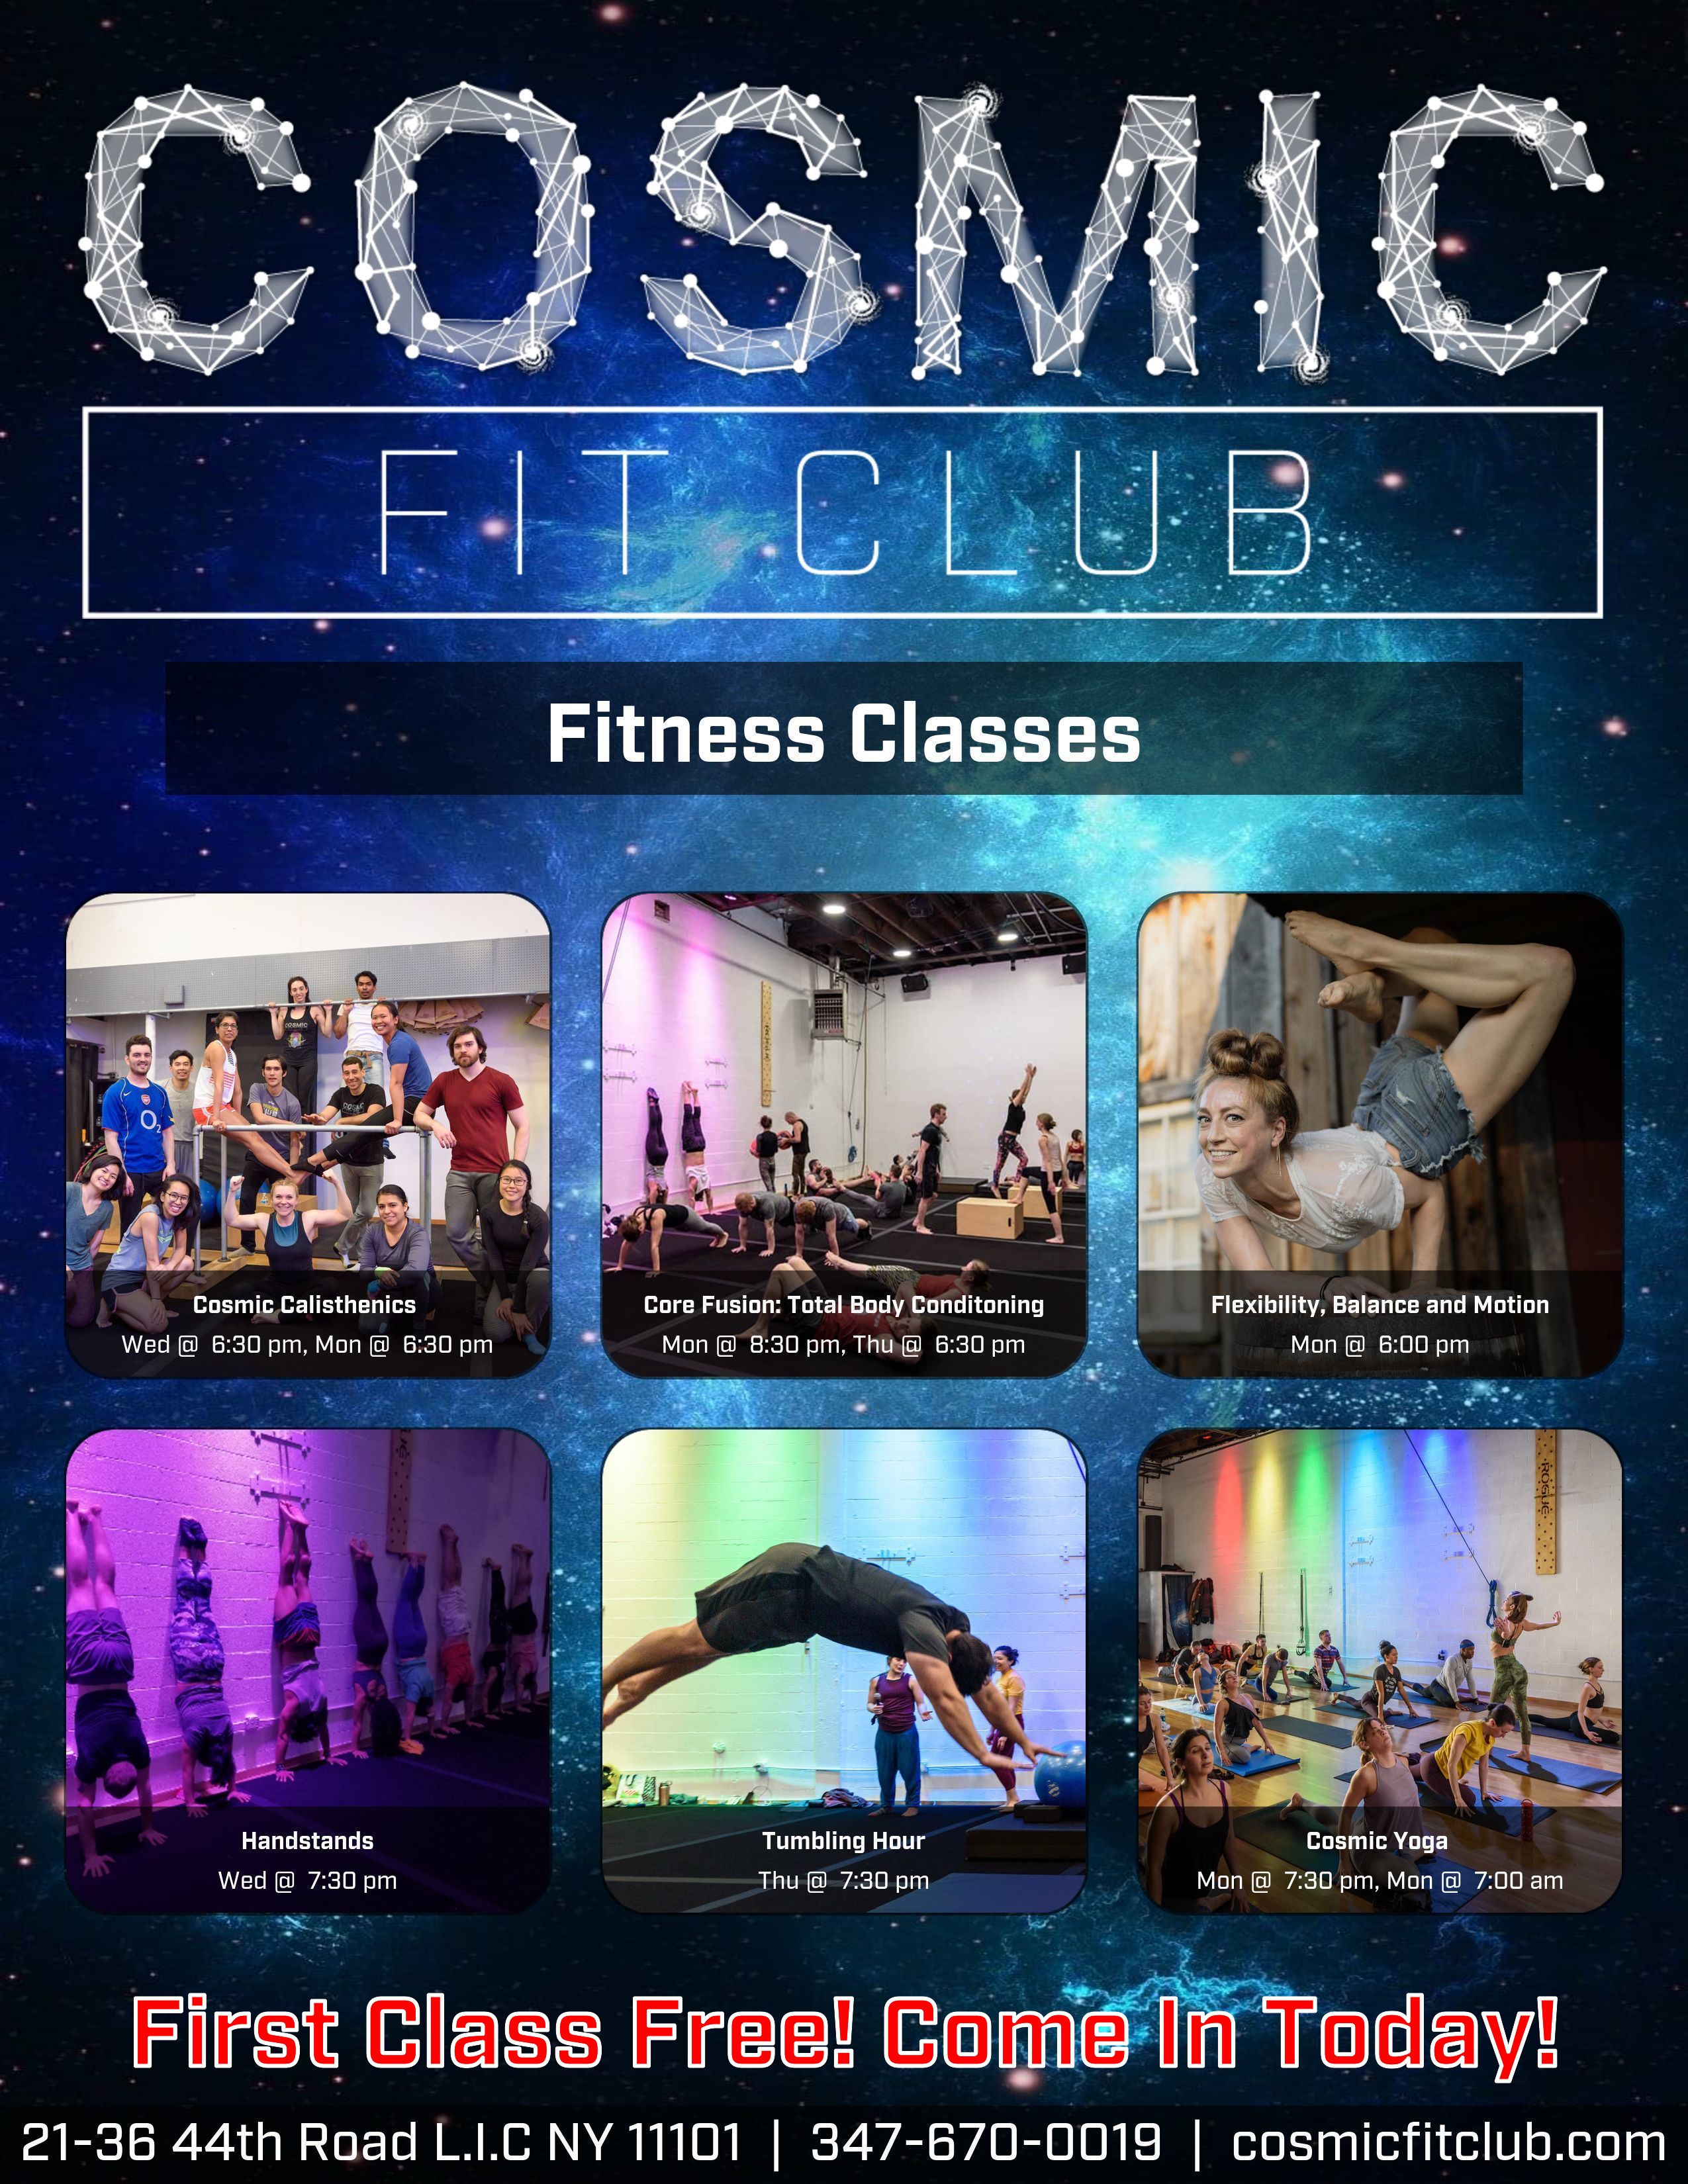 COSMIC
FIT CLUB
Fitness Classes
Cosmic Calisthenics
Wed @ 6:30 pm, Mon @ 6:30 pm
Core Fusion: Total Body Conditoning
Mon @ 8:30 pm, Thu @ 6:30 pm
Flexibility, Balance and Motion
Mon @ 6:00 pm
Handstands
Wed @ 7:30 pm
Tumbling Hour
Thu @ 7:30 pm
ROGUE
Cosmic Yoga
Mon @ 7:30 pm, Mon @ 7:00 am
First Class Free! Come In Today!
21-36 44th Road L.I.C NY 11101 | 347-670-0019 | cosmicfitclub.com